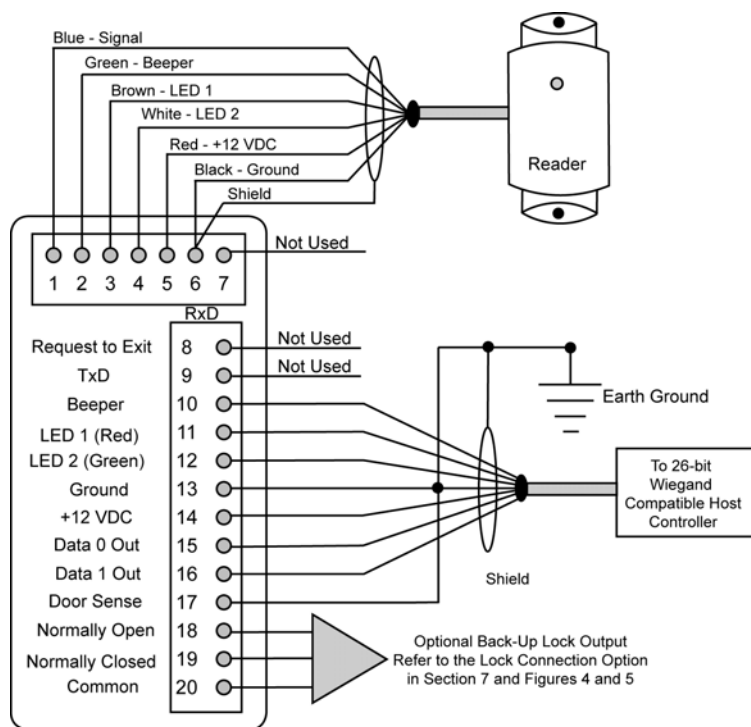 Blue - Signal
Green - Beeper
Brown - LED 1
White - LED 2
Red - +12 VDC
Black - Ground
Shield
Reader
Not Used
1 2 3 4 5 6 7
RxD
Request to Exit 8 Not Used
TxD 9 Not Used
Beeper 10
LED 1 (Red) 11
LED 2 (Green) 12
Ground 13
+12 VDC 14
Data 0 Out 15
Data 1 Out 16
Door Sense 17
Normally Open 18
Normally Closed 19
Common 20
Earth Ground
To 26-bit
Wiegand
Compatible Host
Controller
Shield
Optional Back-Up Lock Output
Refer to the Lock Connection Option
in Section 7 and Figures 4 and 5